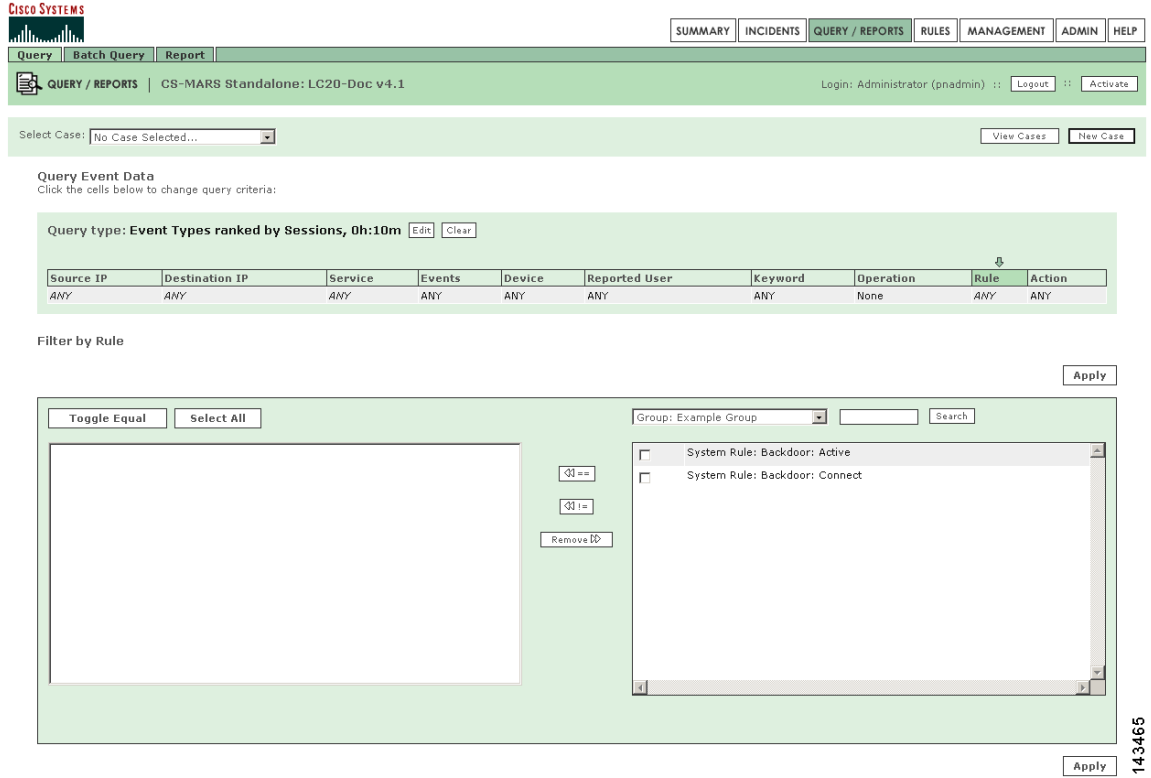 CISCO SYSTEMS
SUMMARY INCIDENTS QUERY / REPORTS RULES MANAGEMENT ADMIN HELP
Query Batch Query Report
QUERY / REPORTS | CS-MARS Standalone: LC20-Doc v4.1 Login: Administrator (pnadmin) :: Logout :: Activate
Select Case: No Case Selected... View Cases New Case
Query Event Data
Click the cells below to change query criteria:
Query type: Event Types ranked by Sessions, 0h:10m Edit Clear
Source IP Destination IP Service Events Device Reported User Keyword Operation Rule Action
ANY ANY ANY ANY ANY ANY ANY None ANY ANY
Filter by Rule
Apply
Toggle Equal Select All Group: Example Group Search
System Rule: Backdoor: Active
System Rule: Backdoor: Connect
==
!=
Remove
Apply
143465